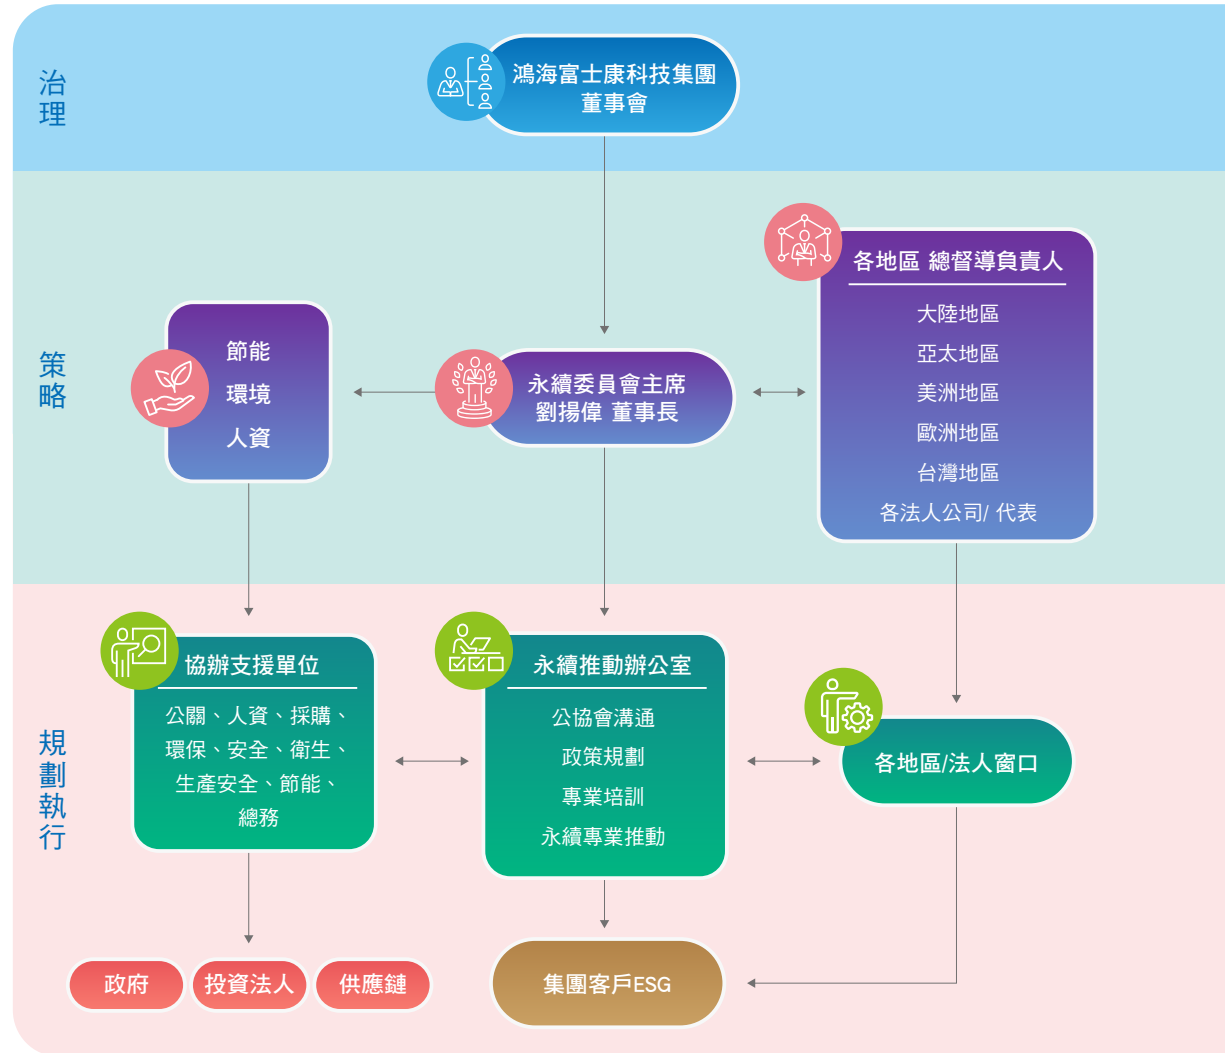 治理
鴻海富士康科技集團
董事會
策略
節能
環境
人資
永續委員會主席
劉揚偉 董事長
各地區 總督導負責人
大陸地區
亞太地區
美洲地區
歐洲地區
台灣地區
各法人公司/ 代表
規劃執行
協辦支援單位
公關、人資、採購、
環保、安全、衛生、
生產安全、節能、
總務
永續推動辦公室
公協會溝通
政策規劃
專業培訓
永續專業推動
各地區/法人窗口
政府
投資法人
供應鏈
集團客戶ESG